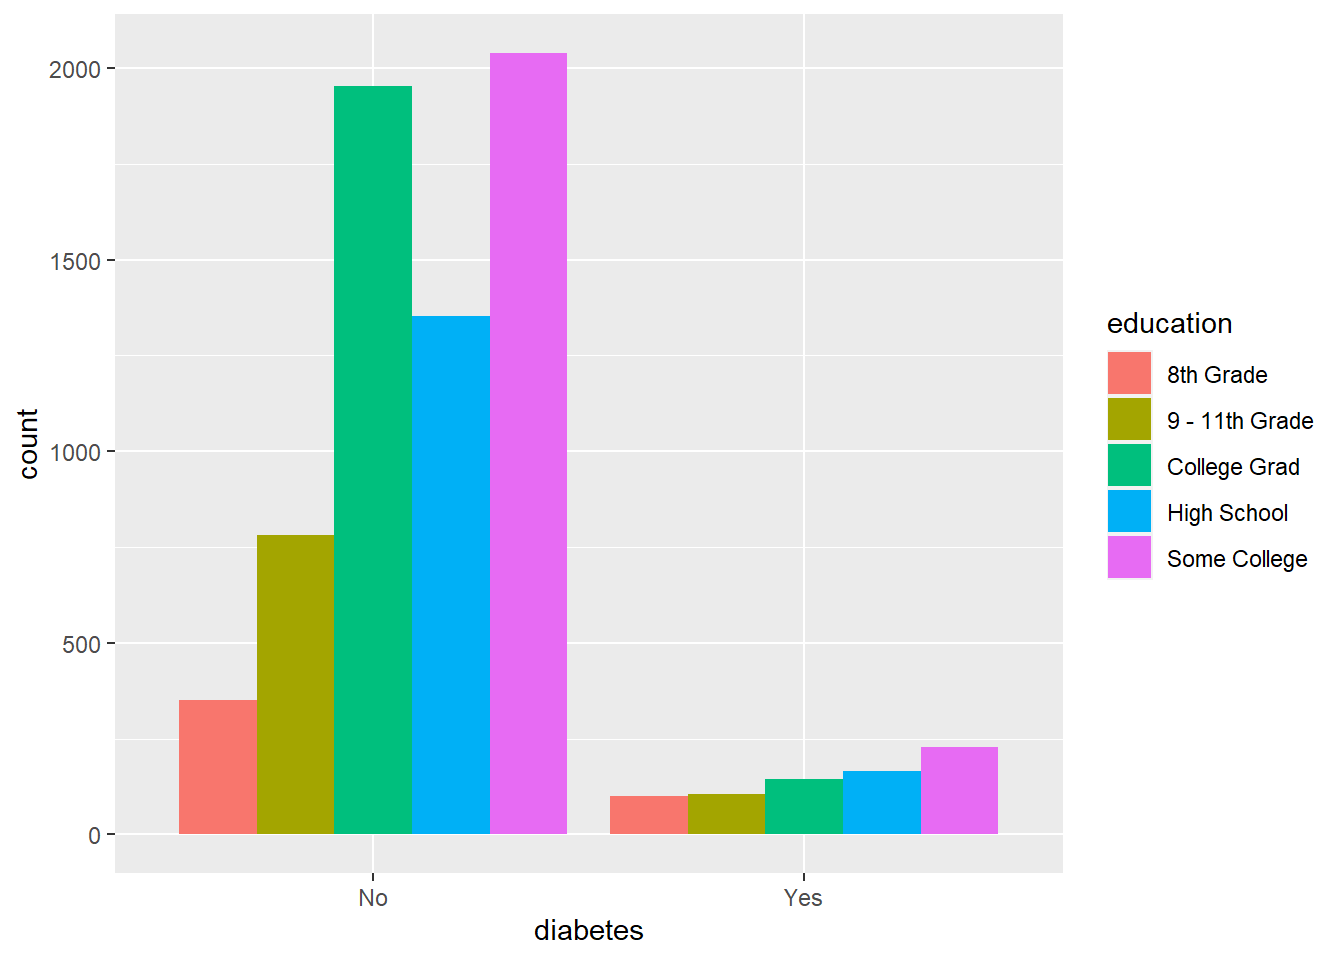 2000
1500
1000
500
0
count
No
Yes
diabetes
education
8th Grade
9 - 11th Grade
College Grad
High School
Some College